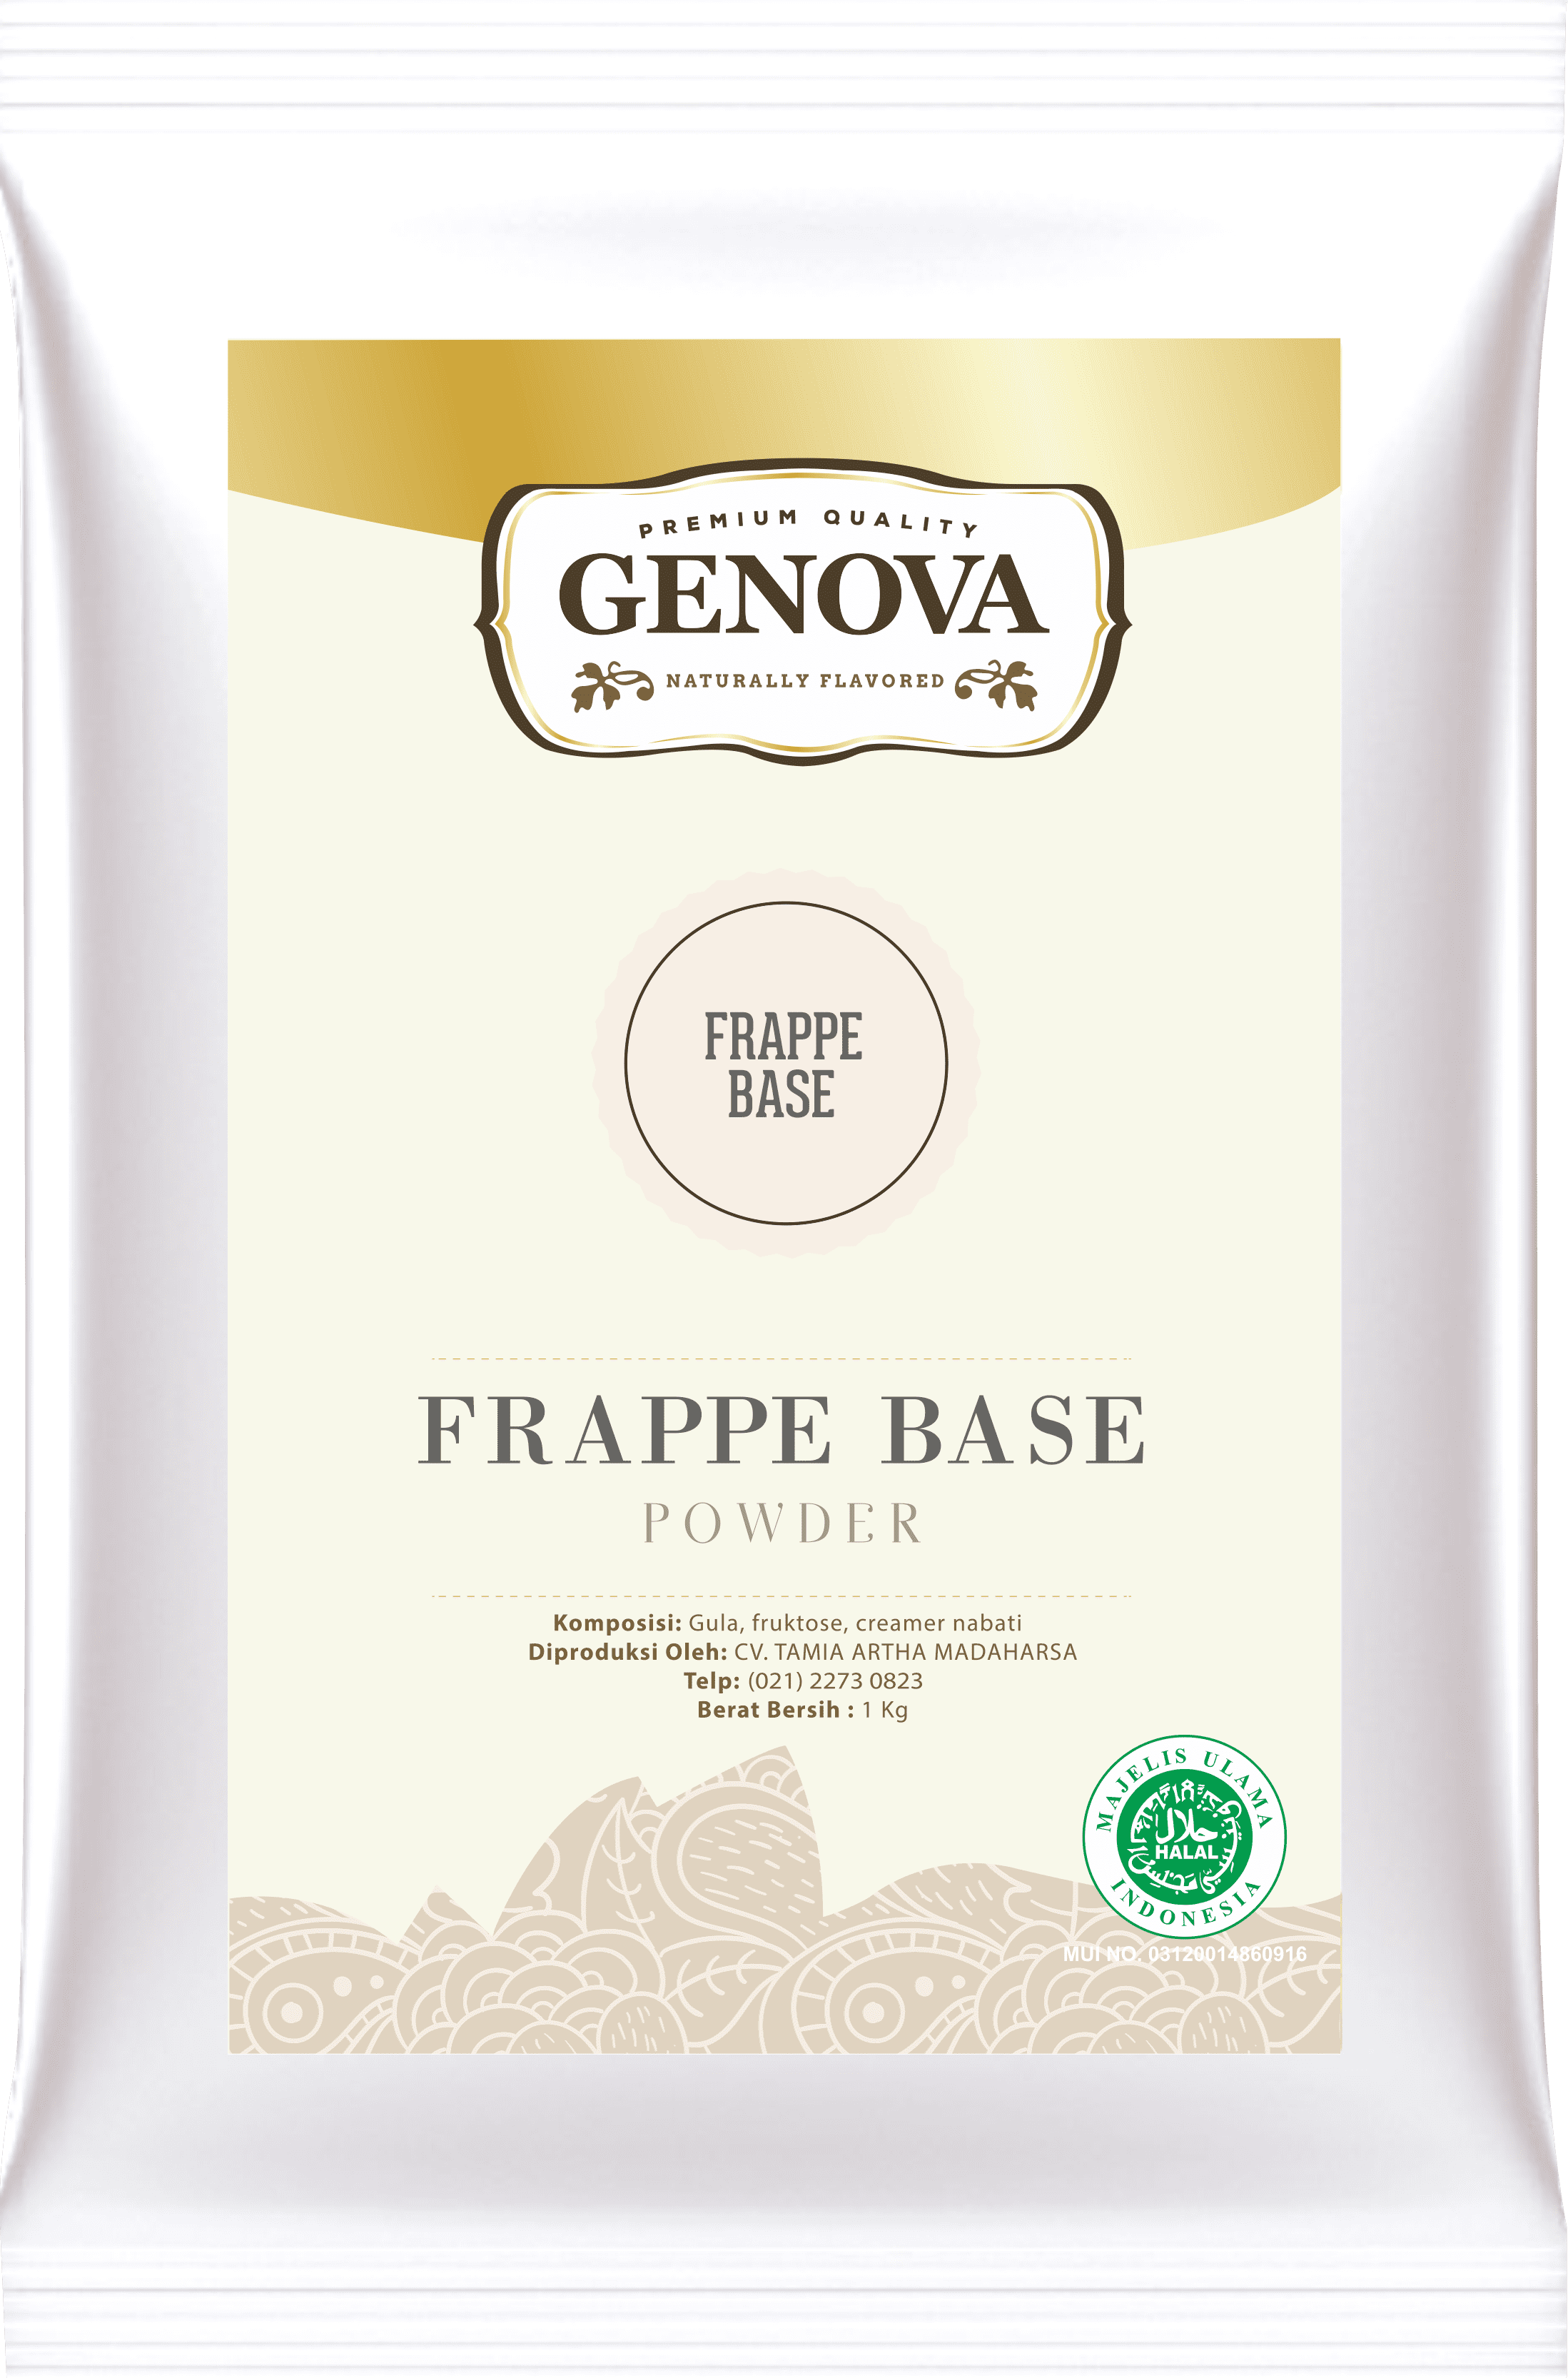 PREMIUM QUALITY
GENOVA
NATURALLY FLAVORED
FRAPPE
BASE
FRAPPE BASE
POWDER
Komposisi: Gula, fruktose, creamer nabati
Diproduksi Oleh: CV. TAMIA ARTHA MADAHARSA
Telp: (021) 2273 0823
Berat Bersih : 1 Kg
MAJELIS ULAMA
حلال
HALAL
INDONESIA
MUI NO. 03120014860916